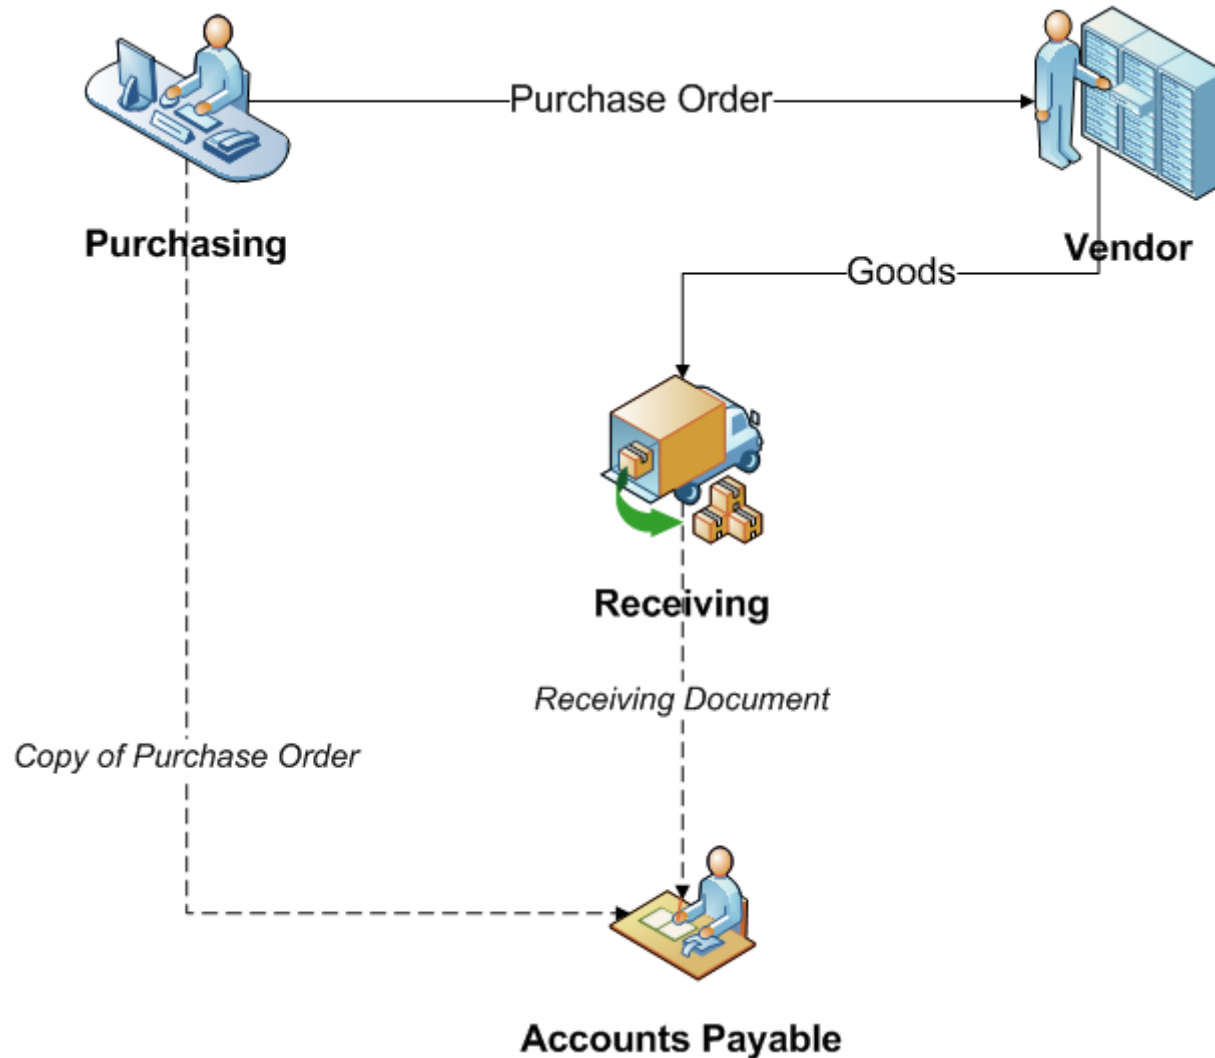 Purchase Order
Purchasing
Vendor
Goods
Receiving
Receiving Document
Copy of Purchase Order
Accounts Payable